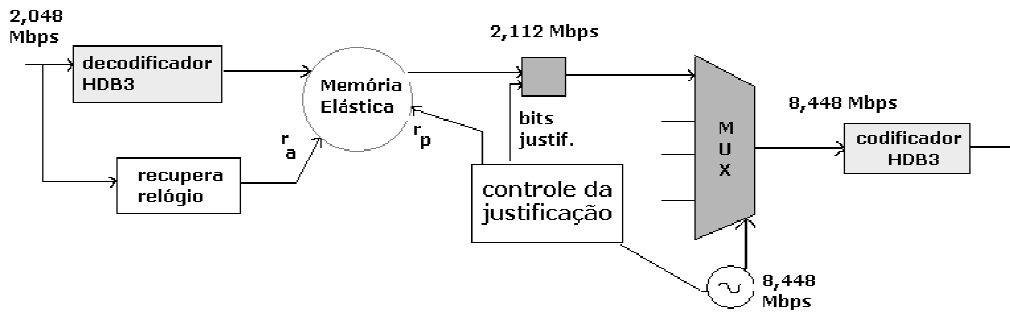 2,048
Mbps
decodificador
HDB3
Memória
Elástica
r
a
r
p
recupera
relógio
2,112 Mbps
bits
justif.
controle da
justificação
M
U
X
8,448 Mbps
codificador
HDB3
8,448
Mbps